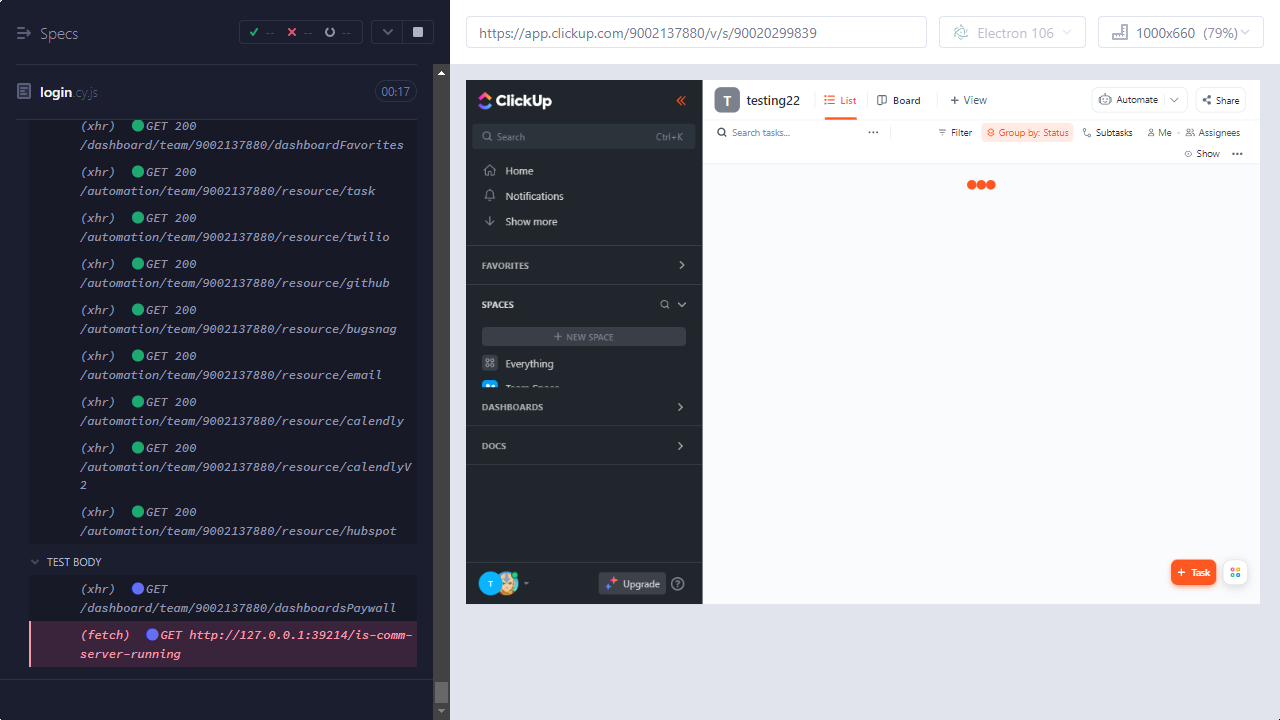 Specs
-- -- --
login.cy.js
00:17
(xhr) GET 200
/dashboard/team/9002137880/dashboardFavorites
(xhr) GET 200
/automation/team/9002137880/resource/task
(xhr) GET 200
/automation/team/9002137880/resource/twilio
(xhr) GET 200
/automation/team/9002137880/resource/github
(xhr) GET 200
/automation/team/9002137880/resource/bugsnag
(xhr) GET 200
/automation/team/9002137880/resource/email
(xhr) GET 200
/automation/team/9002137880/resource/calendly
(xhr) GET 200
/automation/team/9002137880/resource/calendlyV
2
(xhr) GET 200
/automation/team/9002137880/resource/hubspot
TEST BODY
(xhr) GET
/dashboard/team/9002137880/dashboardsPaywall
(fetch) GET http://127.0.0.1:39214/is-comm-
server-running
https://app.clickup.com/9002137880/v/s/90020299839
Electron 106
1000x660 (79%)
ClickUp
Search Ctrl+K
Home
Notifications
Show more
FAVORITES
SPACES
+ NEW SPACE
Everything
Team Space
DASHBOARDS
DOCS
T
Upgrade
T testing22
List
Board
+ View
Automate
Share
Search tasks...
Filter
Group by: Status
Subtasks
Me
Assignees
Show
+ Task